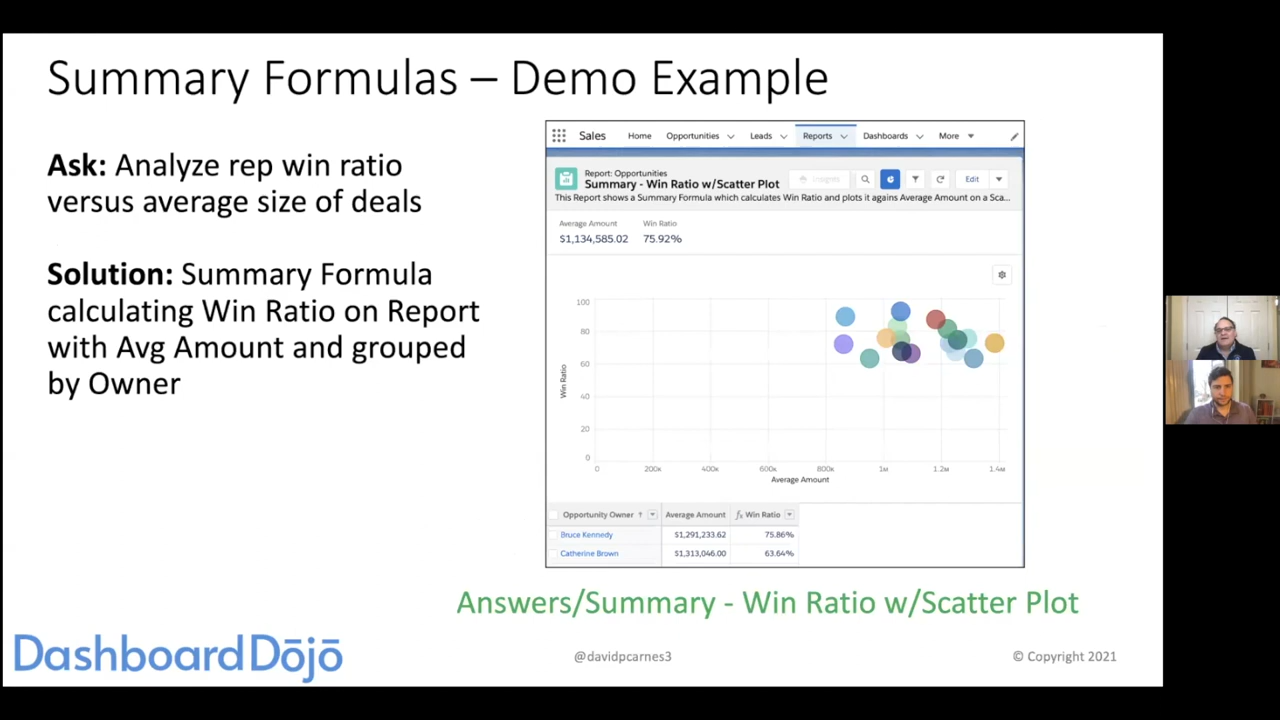 Summary Formulas – Demo Example
Ask: Analyze rep win ratio
versus average size of deals
Solution: Summary Formula
calculating Win Ratio on Report
with Avg Amount and grouped
by Owner
Sales Home Opportunities Leads Reports Dashboards More
Report: Opportunities
Summary - Win Ratio w/Scatter Plot
Insights
Edit
This Report shows a Summary Formula which calculates Win Ratio and plots it agains Average Amount on a Sca...
Average Amount Win Ratio
$1,134,585.02 75.92%
100
80
60
40
20
0
Win Ratio
0 200K 400K 600K 800K 1M 1.2M 1.4M
Average Amount
Opportunity Owner ↑ Average Amount fx Win Ratio
Bruce Kennedy $1,291,233.62 75.86%
Catherine Brown $1,313,046.00 63.64%
Answers/Summary - Win Ratio w/Scatter Plot
DashboardDōjō
@davidpcarnes3
© Copyright 2021